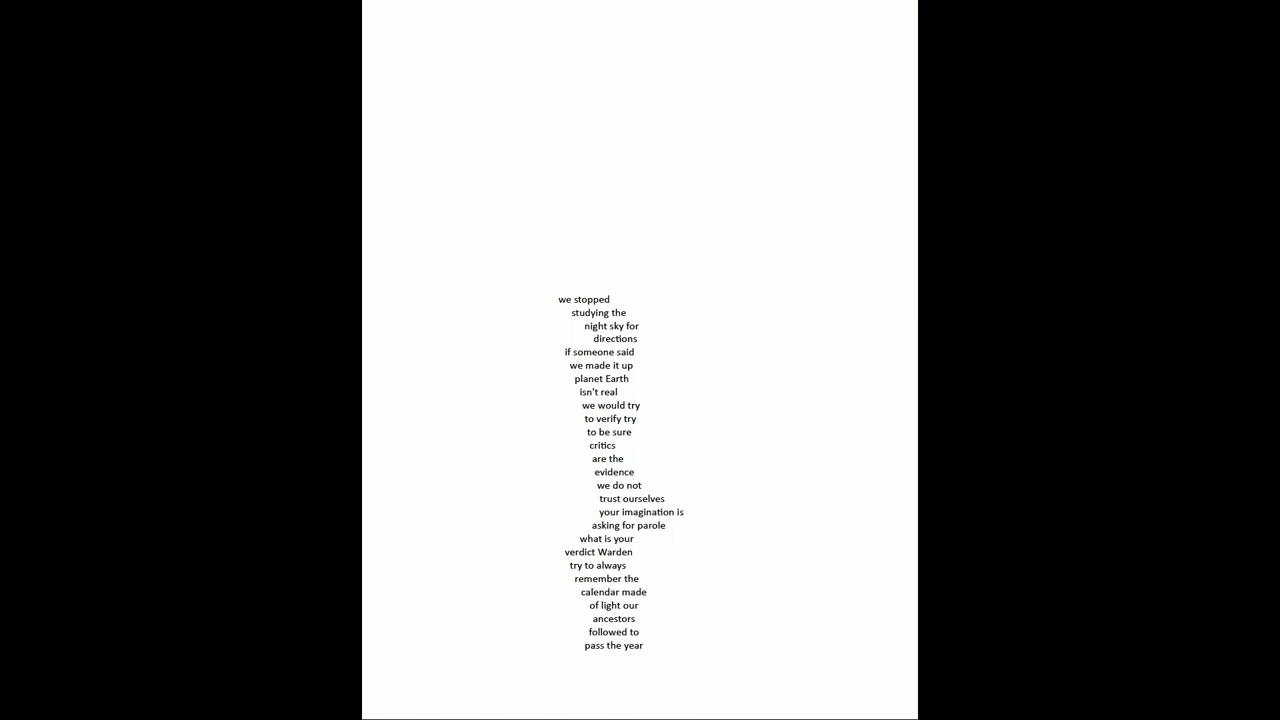 we stopped
studying the
night sky for
directions
if someone said
we made it up
planet Earth
isn't real
we would try
to verify try
to be sure
critics
are the
evidence
we do not
trust ourselves
your imagination is
asking for parole
what is your
verdict Warden
try to always
remember the
calendar made
of light our
ancestors
followed to
pass the year